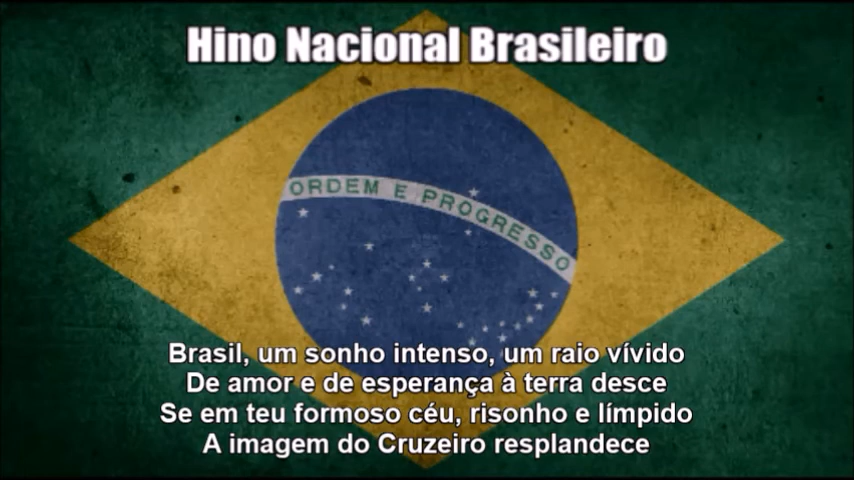 Hino Nacional Brasileiro
ORDEM E PROGRESSO
Brasil, um sonho intenso, um raio vívido
De amor e de esperança à terra desce
Se em teu formoso céu, risonho e límpido
A imagem do Cruzeiro resplandece